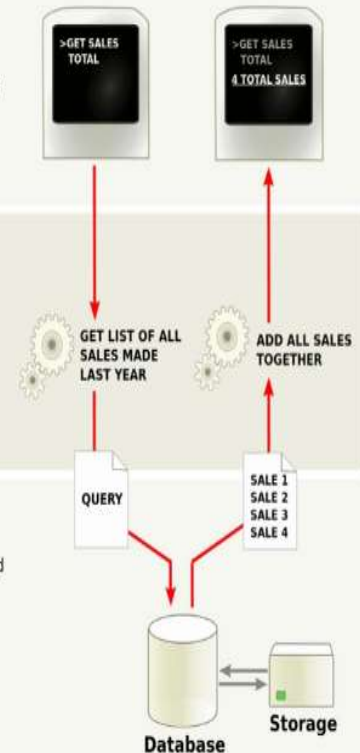 >GET SALES
TOTAL
>GET SALES
TOTAL
4 TOTAL SALES
GET LIST OF ALL
SALES MADE
LAST YEAR
ADD ALL SALES
TOGETHER
QUERY
SALE 1
SALE 2
SALE 3
SALE 4
Database
Storage